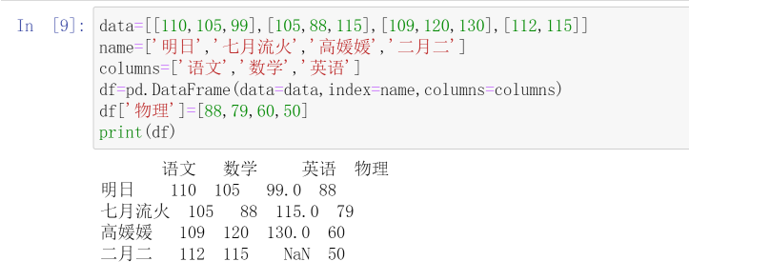 In [9]: data=[[110,105,99],[105,88,115],[109,120,130],[112,115]]
name=['明日','七月流火','高媛媛','二月二']
columns=['语文','数学','英语']
df=pd.DataFrame(data=data,index=name,columns=columns)
df['物理']=[88,79,60,50]
print(df)
语文 数学 英语 物理
明日 110 105 99.0 88
七月流火 105 88 115.0 79
高媛媛 109 120 130.0 60
二月二 112 115 NaN 50